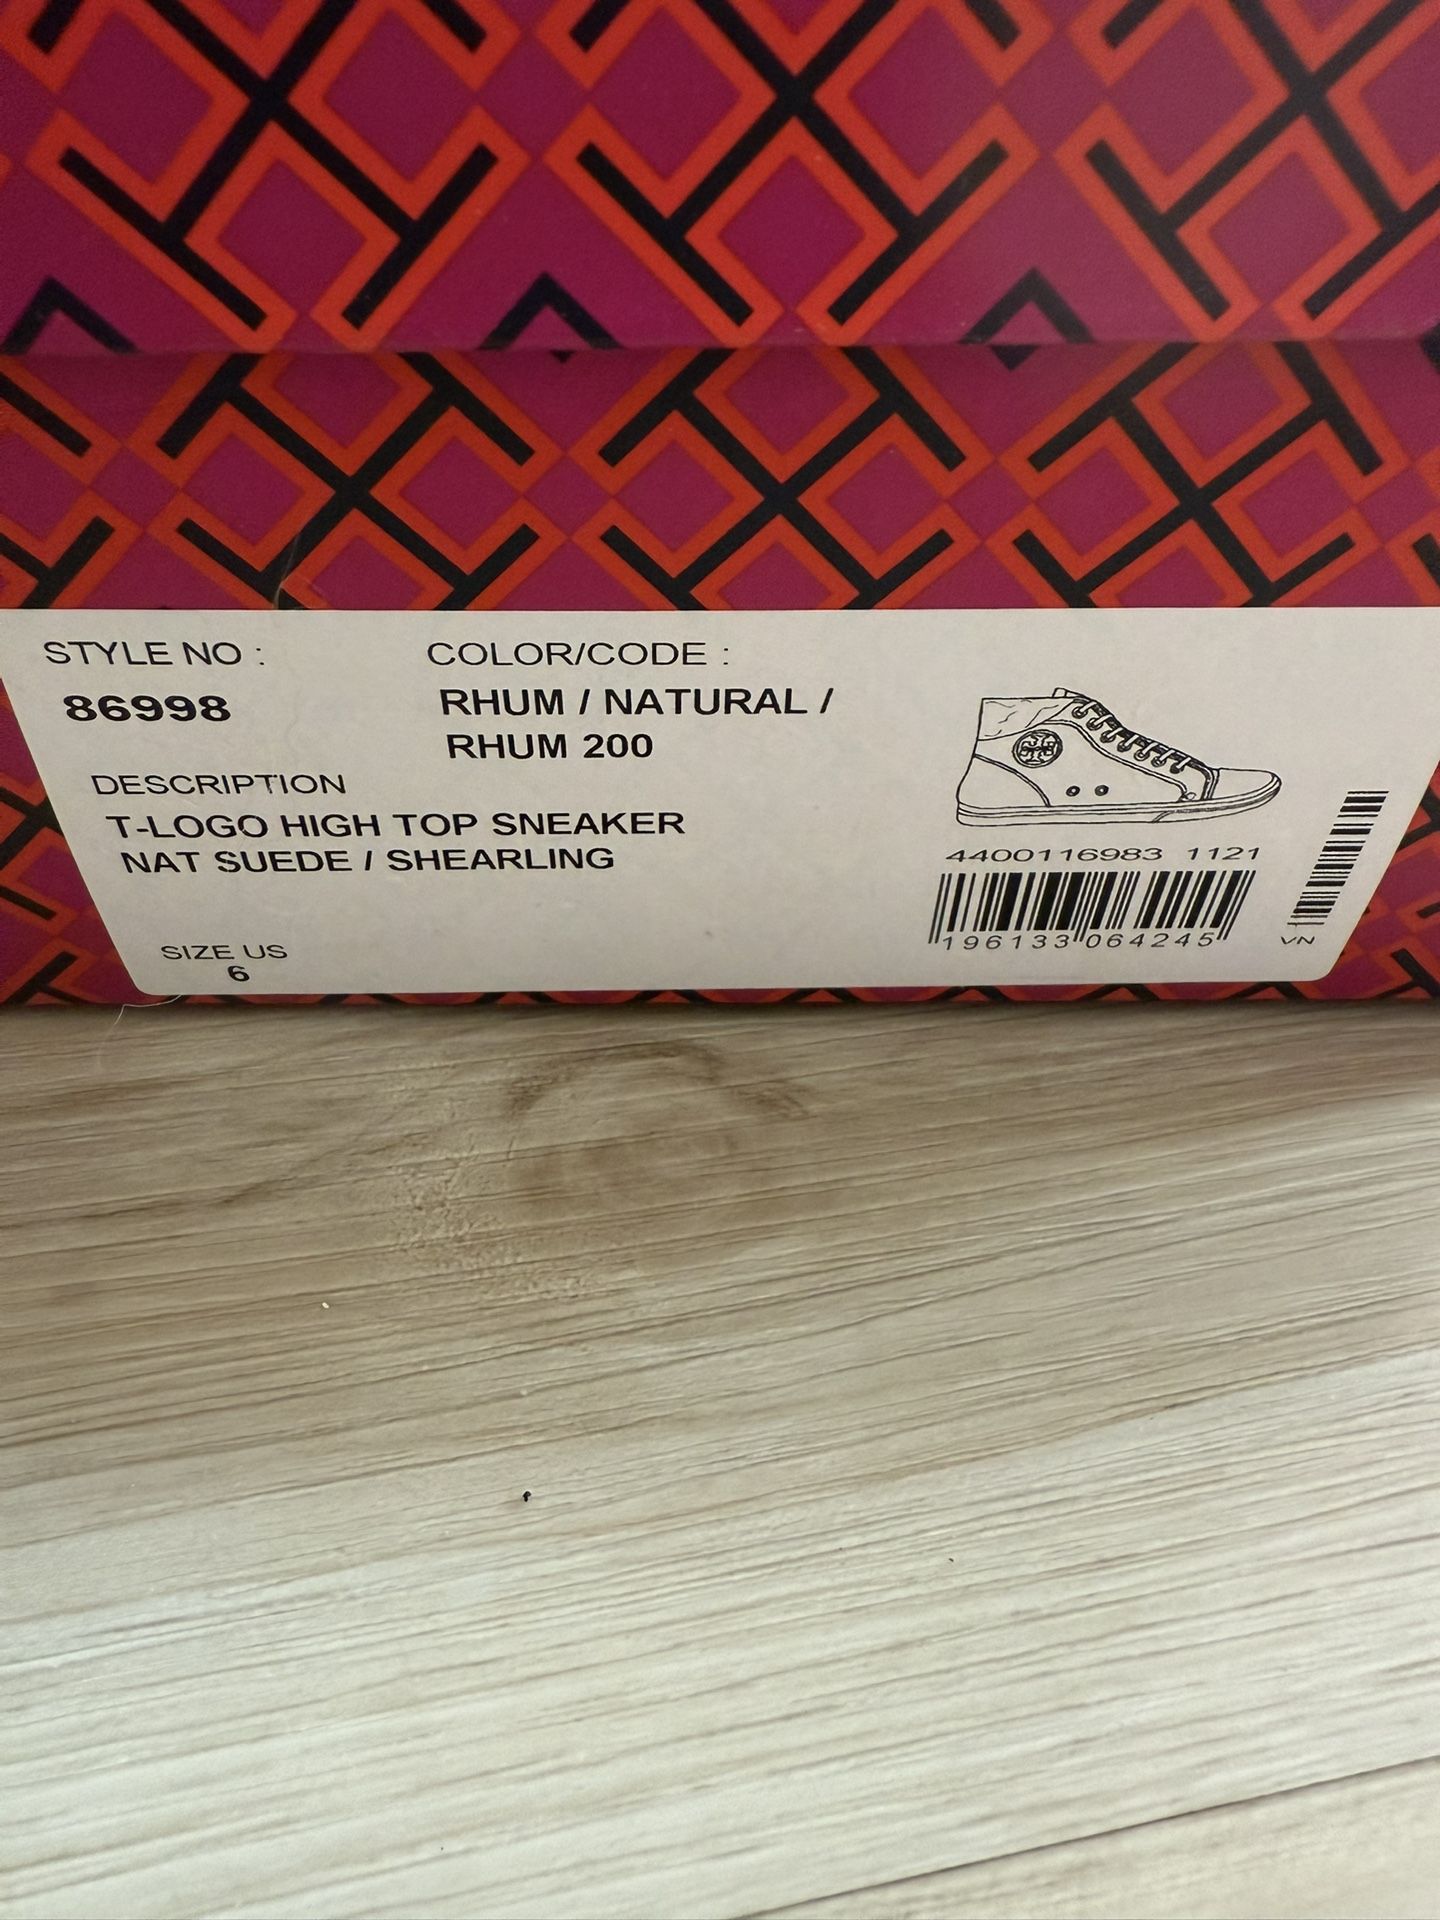 STYLE NO :
86998
COLOR/CODE :
RHUM / NATURAL /
RHUM 200
DESCRIPTION
T-LOGO HIGH TOP SNEAKER
NAT SUEDE / SHEARLING
SIZE US
6
4400116983 1121
196133 064245
VN